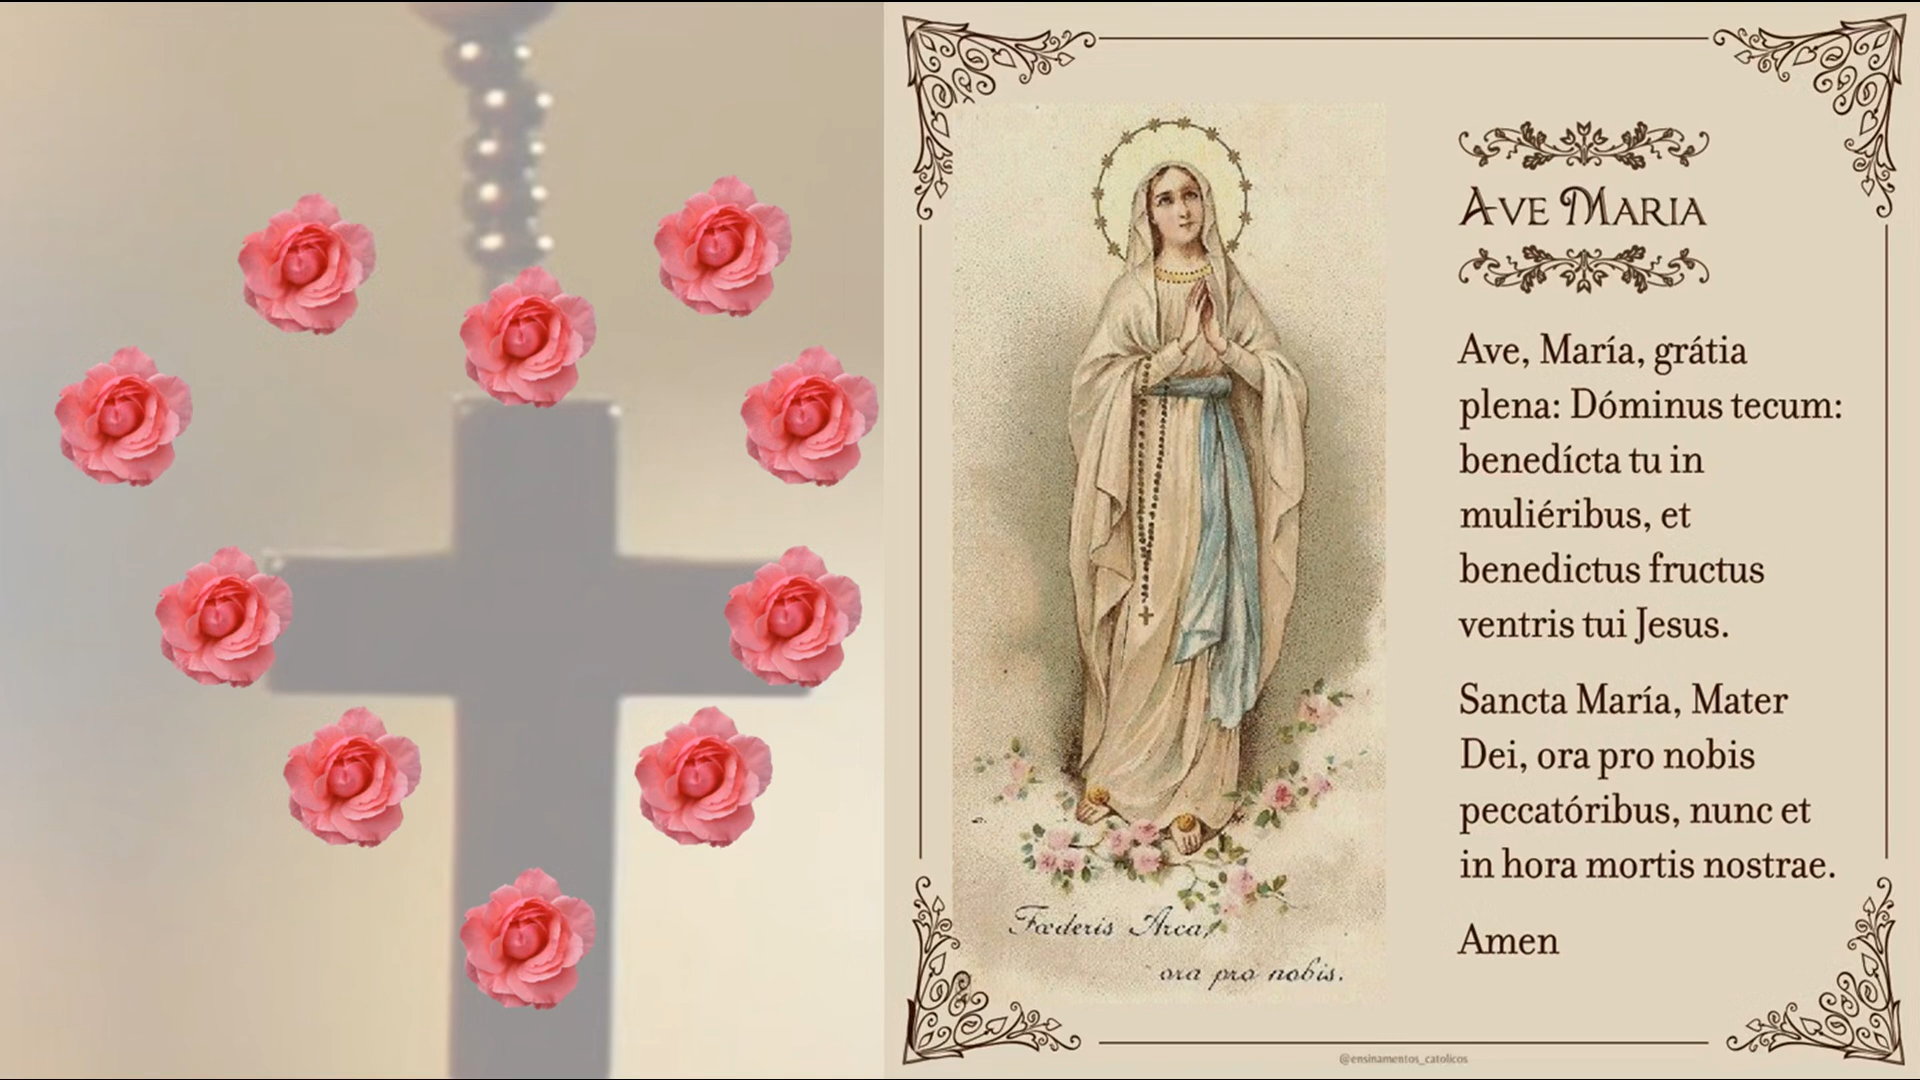 AVE MARIA
Ave, María, grátia
plena: Dóminus tecum:
benedícta tu in
muliéribus, et
benedictus fructus
ventris tui Jesus.
Sancta María, Mater
Dei, ora pro nobis
peccatóribus, nunc et
in hora mortis nostrae.
Amen
Fœderis Arca,
ora pro nobis.
@ensinamentos_catolicos